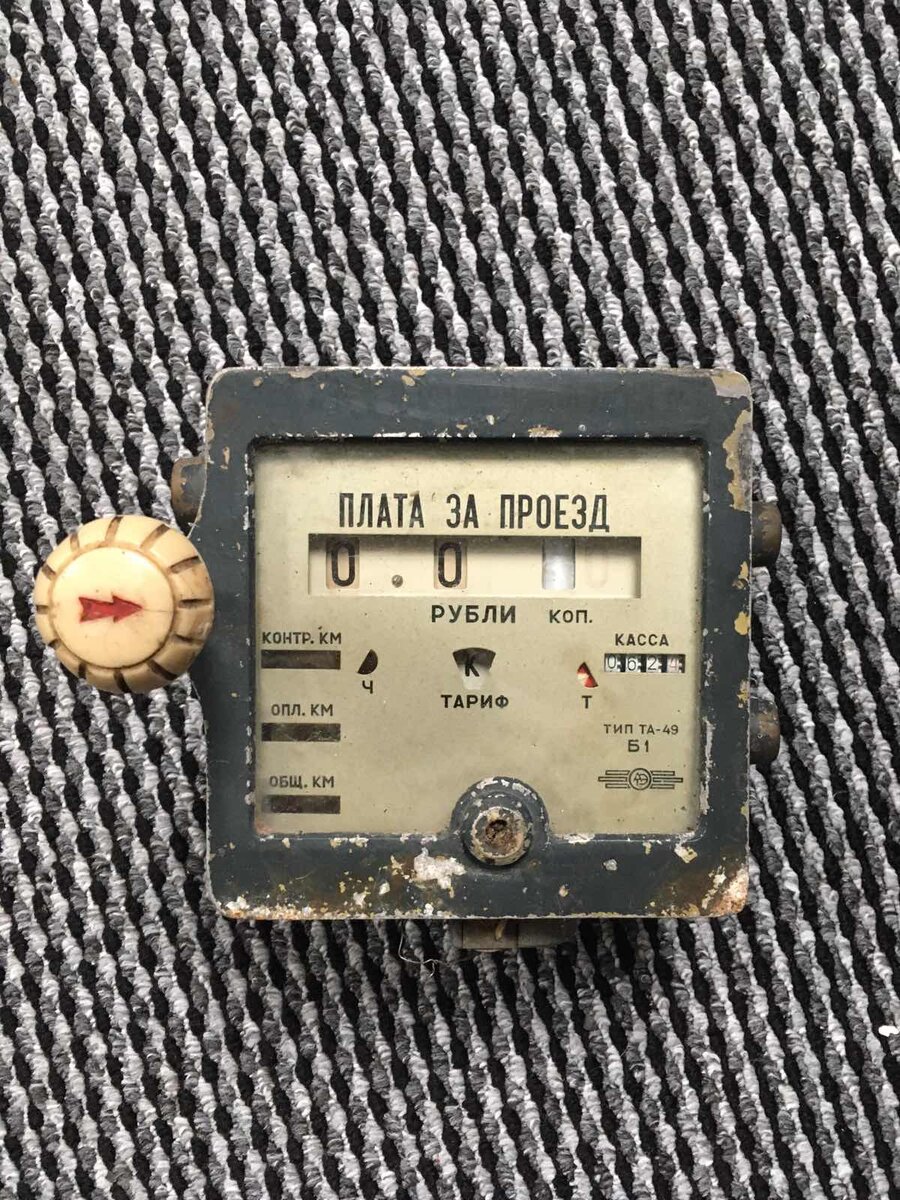 ПЛАТА ЗА ПРОЕЗД
0 . 0
РУБЛИ КОП.
КОНТР. КМ
КАССА
0624
Ч
К
ТАРИФ
Т
ОПЛ. КМ
ТИП ТА-49
Б1
ОБЩ. КМ